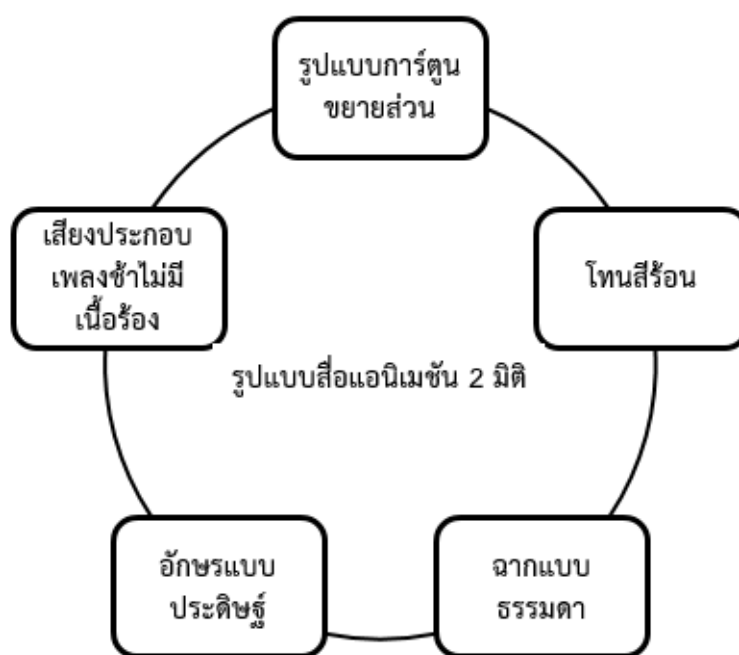 รูปแบบการ์ตูน
ขยายส่วน
เสียงประกอบ
เพลงช้าไม่มี
เนื้อร้อง
โทนสีร้อน
รูปแบบสื่อแอนิเมชัน 2 มิติ
อักษรแบบ
ประดิษฐ์
ฉากแบบ
ธรรมดา